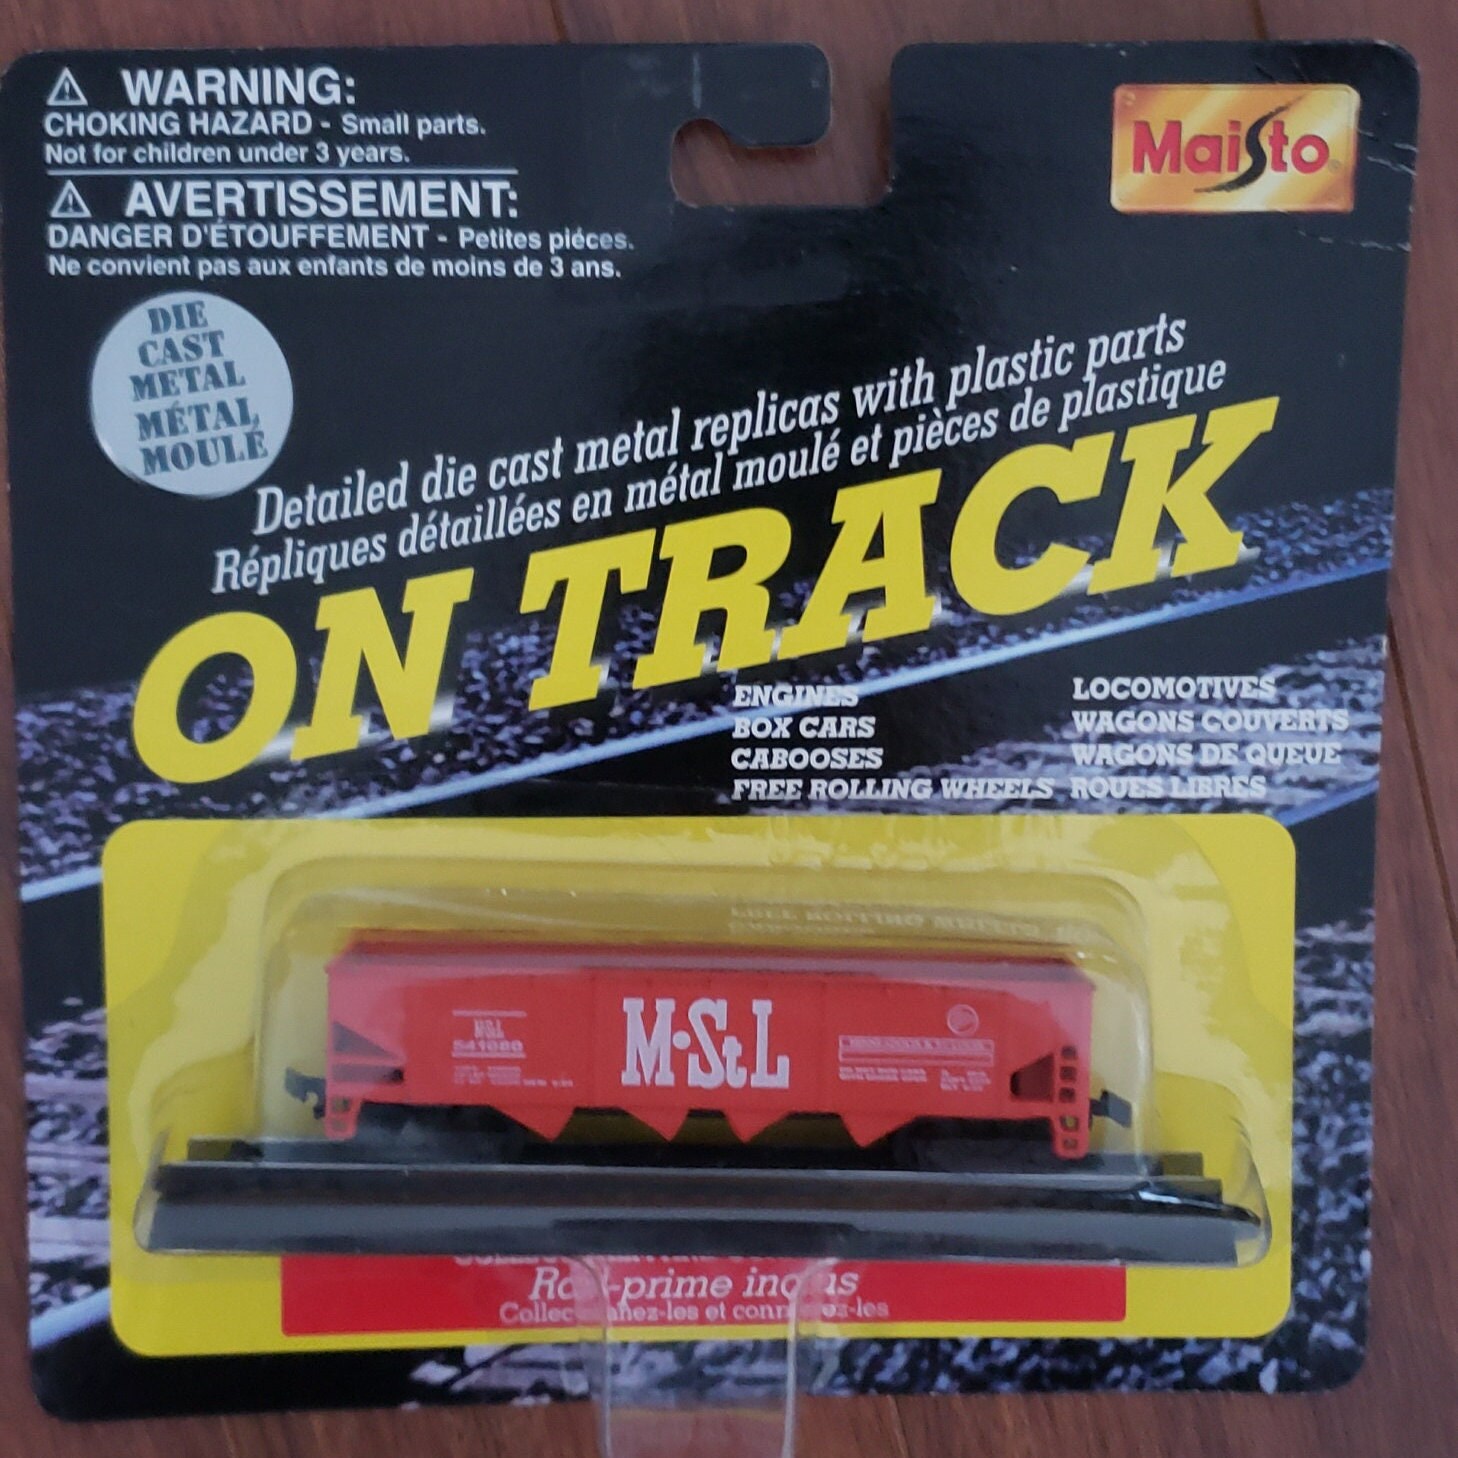 WARNING:
CHOKING HAZARD - Small parts.
Not for children under 3 years.
AVERTISSEMENT:
DANGER D'ÉTOUFFEMENT - Petites piéces.
Ne convient pas aux enfants de moins de 3 ans.
Maisto
DIE
CAST
METAL
MÉTAL
MOULÉ
Detailed die cast metal replicas with plastic parts
Répliques détaillées en métal moulé et pièces de plastique
ON TRACK
ENGINES
BOX CARS
CABOOSES
FREE ROLLING WHEELS
LOCOMOTIVES
WAGONS COUVERTS
WAGONS DE QUEUE
ROUES LIBRES
M·StL
541080